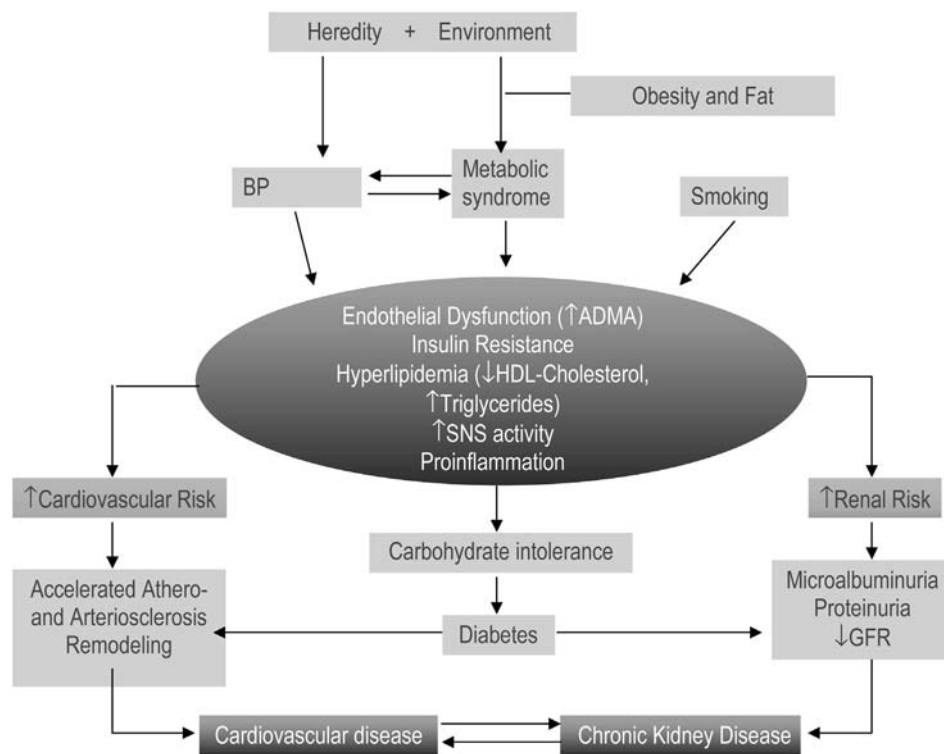 Heredity + Environment
Obesity and Fat
BP
Metabolic
syndrome
Smoking
Endothelial Dysfunction (↑ADMA)
Insulin Resistance
Hyperlipidemia (↓HDL-Cholesterol,
↑Triglycerides)
↑SNS activity
Proinflammation
↑Cardiovascular Risk
↑Renal Risk
Carbohydrate intolerance
Accelerated Athero-
and Arteriosclerosis
Remodeling
Diabetes
Microalbuminuria
Proteinuria
↓GFR
Cardiovascular disease
Chronic Kidney Disease